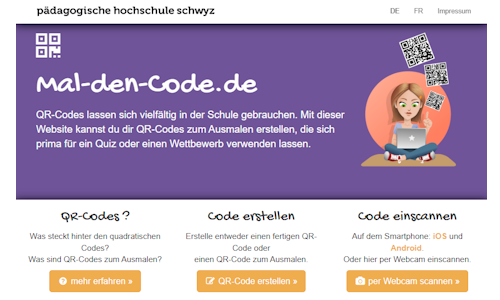 pädagogische hochschule schwyz
DE FR Impressum
Mal-den-Code.de
QR-Codes lassen sich vielfältig in der Schule gebrauchen. Mit dieser
Website kannst du dir QR-Codes zum Ausmalen erstellen, die sich
prima für ein Quiz oder einen Wettbewerb verwenden lassen.
QR-Codes?
Was steckt hinter den quadratischen
Codes?
Was sind QR-Codes zum Ausmalen?
mehr erfahren »
Code erstellen
Erstelle entweder einen fertigen QR-
Code oder
einen QR-Code zum Ausmalen.
QR-Code erstellen »
Code einscannen
Auf dem Smartphone: iOS und
Android.
Oder hier per Webcam einscannen.
per Webcam scannen »